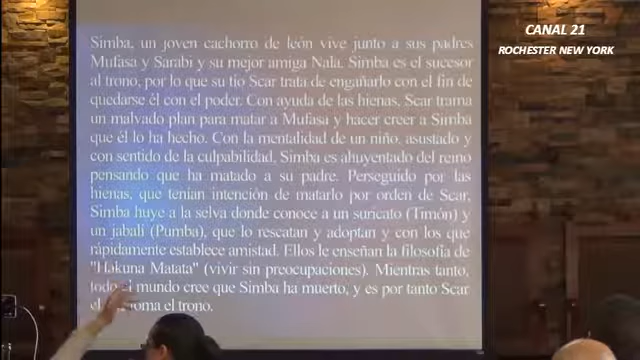 CANAL 21
ROCHESTER NEW YORK
Simba, un joven cachorro de león vive junto a sus padres
Mufasa y Sarabi y su mejor amiga Nala. Simba es el sucesor
al trono, por lo que su tío Scar trata de engañarlo con el fin de
quedarse él con el poder. Con ayuda de las hienas, Scar trama
un malvado plan para matar a Mufasa y hacer creer a Simba
que él lo ha hecho. Con la mentalidad de un niño, asustado y
con sentido de la culpabilidad, Simba es ahuyentado del reino
pensando que ha matado a su padre. Perseguido por las
hienas, que tenían intención de matarlo por orden de Scar,
Simba huye a la selva donde conoce a un suricato (Timón) y
un jabalí (Pumba), que lo rescatan y adoptan y con los que
rápidamente establece amistad. Ellos le enseñan la filosofía de
"Hakuna Matata" (vivir sin preocupaciones). Mientras tanto,
todo el mundo cree que Simba ha muerto, y es por tanto Scar
toma el trono.